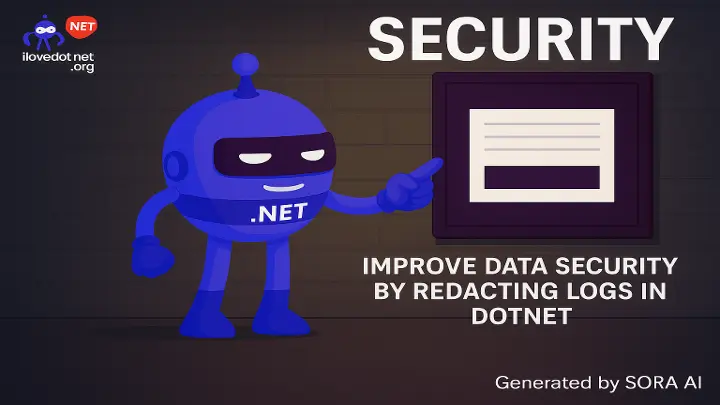 NET
ilovedotnet
.org
SECURITY
.NET
IMPROVE DATA SECURITY
BY REDACTING LOGS IN
DOTNET
Generated by SORA AI